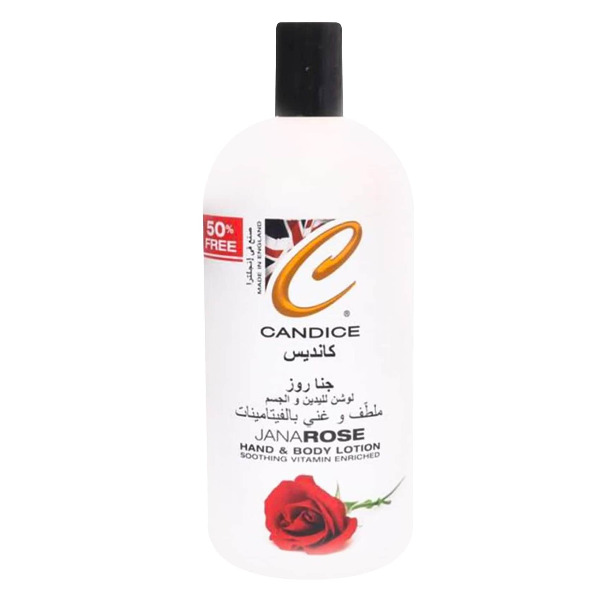 50%
FREE
صنع في إنجلترا
MADE IN ENGLAND
C
®
CANDICE
كانديس
جنا روز
لوشن لليدين و الجسم
ملطّف و غني بالفيتامينات
JANAROSE
HAND & BODY LOTION
SOOTHING VITAMIN ENRICHED